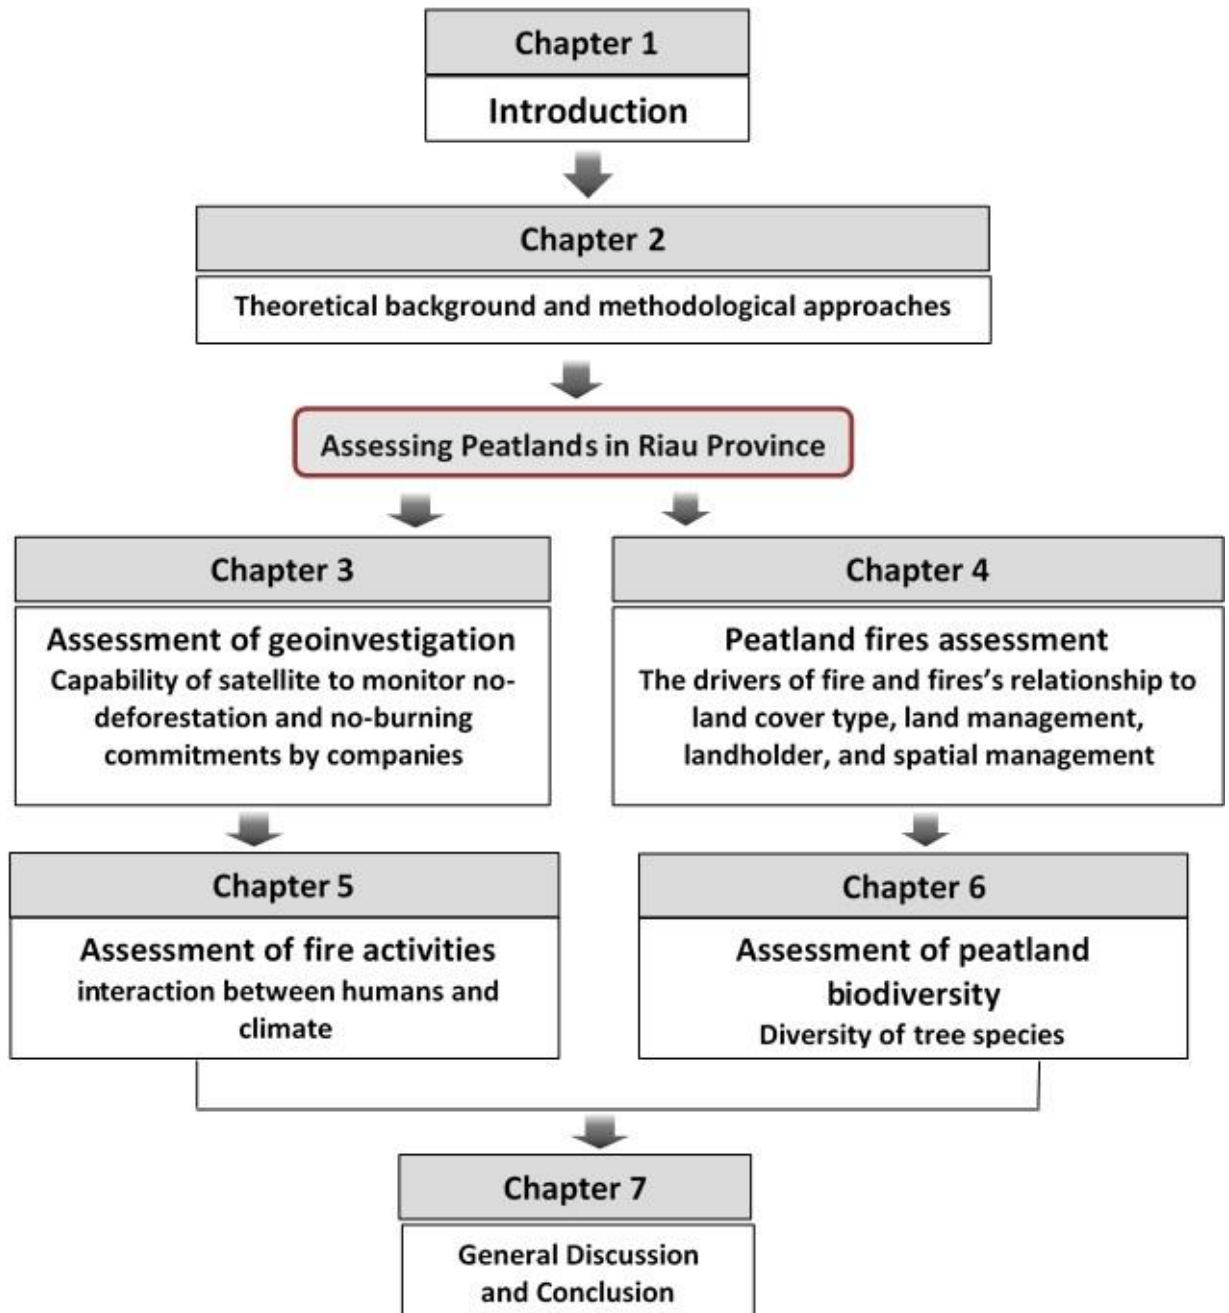 Chapter 1
Introduction
Chapter 2
Theoretical background and methodological approaches
Assessing Peatlands in Riau Province
Chapter 3
Assessment of geoinvestigation
Capability of satellite to monitor no-
deforestation and no-burning
commitments by companies
Chapter 4
Peatland fires assessment
The drivers of fire and fires's relationship to
land cover type, land management,
landholder, and spatial management
Chapter 5
Assessment of fire activities
interaction between humans and
climate
Chapter 6
Assessment of peatland
biodiversity
Diversity of tree species
Chapter 7
General Discussion
and Conclusion